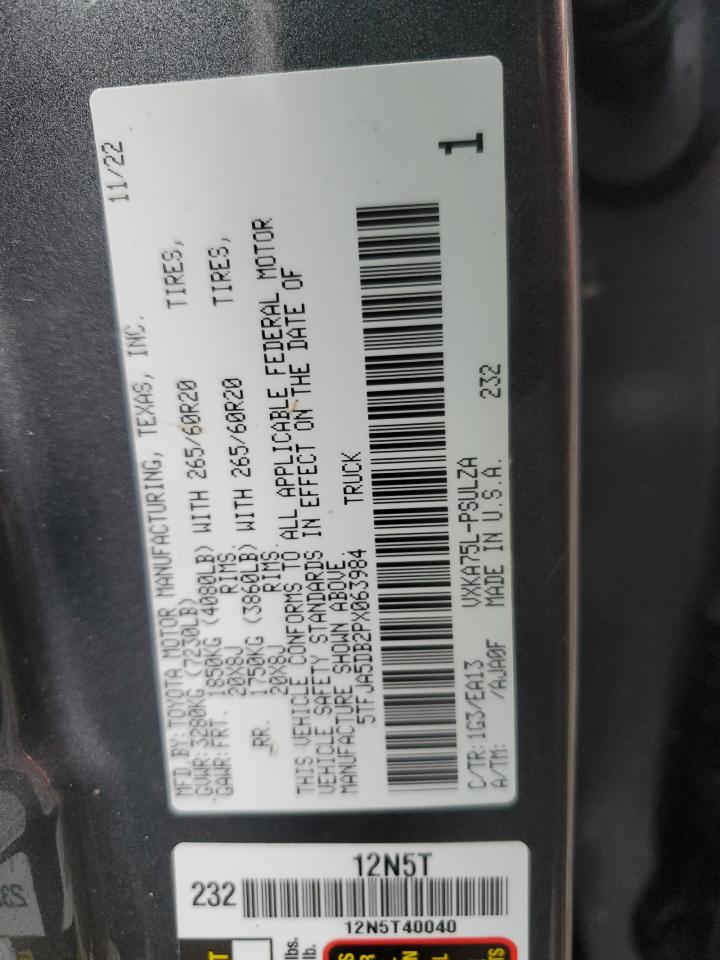 MFD BY:TOYOTA MOTOR MANUFACTURING, TEXAS, INC. 11/22
GVWR:3280KG (7230LB)
GAWR:FRT. 1850KG (4080LB) WITH 265/60R20 TIRES,
20X8J RIMS.
RR. 1750KG (3860LB) WITH 265/60R20 TIRES,
20X8J RIMS.
THIS VEHICLE CONFORMS TO ALL APPLICABLE FEDERAL MOTOR
VEHICLE SAFETY STANDARDS IN EFFECT ON THE DATE OF
MANUFACTURE SHOWN ABOVE.
5TFJA5DB2PX063984 TRUCK
C/TR:1G3/EA13 VXKA75L-PSULZA 232
A/TM: /AJA0F MADE IN U.S.A.
1
12N5T
232
12N5T40040
lbs.
lb.